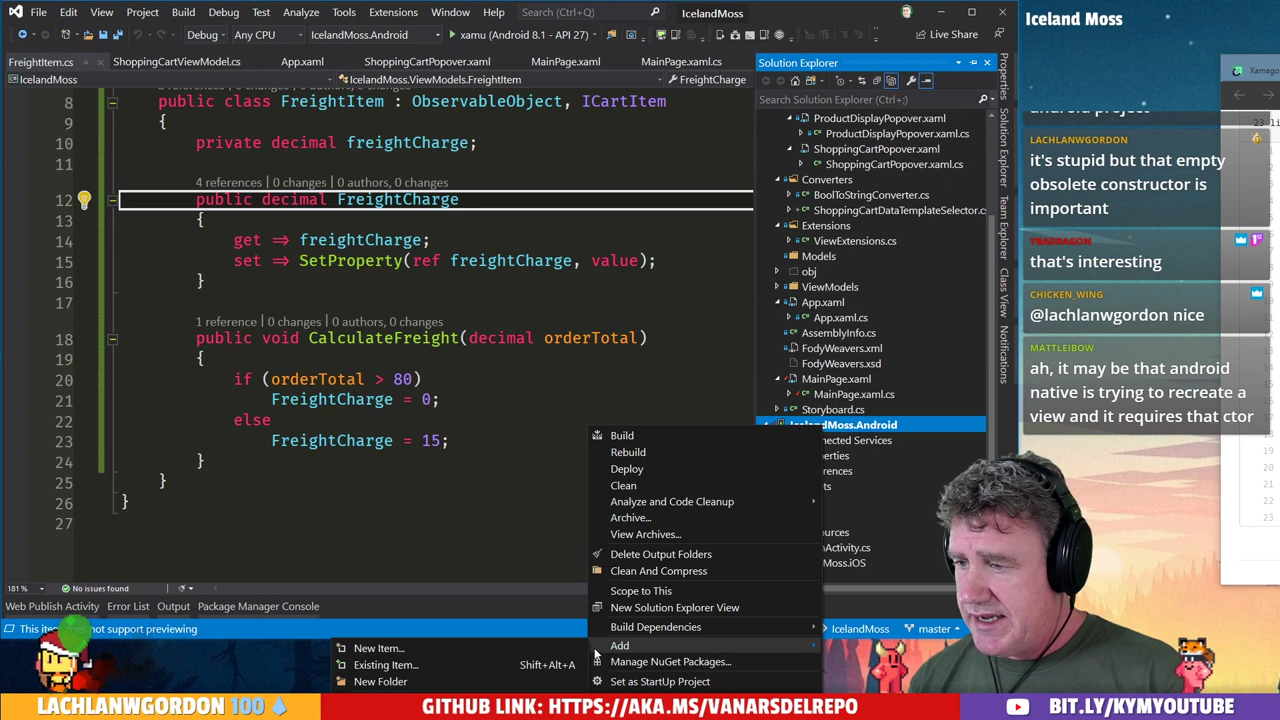 File Edit View Git Project Build Debug Test Analyze Tools Extensions Window Help Search (Ctrl+Q) IcelandMoss
Debug Any CPU IcelandMoss.Android xamu (Android 8.1 - API 27) Live Share
FreightItem.cs ShoppingCartViewModel.cs App.xaml ShoppingCartPopover.xaml MainPage.xaml MainPage.xaml.cs
IcelandMoss IcelandMoss.ViewModels.FreightItem FreightCharge
8 public class FreightItem : ObservableObject, ICartItem
9 {
10 private decimal freightCharge;
11
4 references | 0 changes | 0 authors, 0 changes
12 public decimal FreightCharge
13 {
14 get => freightCharge;
15 set => SetProperty(ref freightCharge, value);
16 }
17
1 reference | 0 changes | 0 authors, 0 changes
18 public void CalculateFreight(decimal orderTotal)
19 {
20 if (orderTotal > 80)
21 FreightCharge = 0;
22 else
23 FreightCharge = 15;
24 }
25 }
26 }
27
181 % No issues found
Web Publish Activity Error List Output Package Manager Console
This item does not support previewing
IcelandMoss master
Solution Explorer
Search Solution Explorer (Ctrl+;)
ProductDisplayPopover.xaml
ProductDisplayPopover.xaml.cs
ShoppingCartPopover.xaml
ShoppingCartPopover.xaml.cs
Converters
BoolToStringConverter.cs
ShoppingCartDataTemplateSelector.cs
Extensions
ViewExtensions.cs
Models
obj
ViewModels
App.xaml
App.xaml.cs
AssemblyInfo.cs
FodyWeavers.xml
FodyWeavers.xsd
MainPage.xaml
MainPage.xaml.cs
Storyboard.cs
IcelandMoss.Android
Build
Rebuild
Deploy
Clean
Analyze and Code Cleanup
Archive...
View Archives...
Delete Output Folders
Clean And Compress
Scope to This
New Solution Explorer View
Build Dependencies
Add
Manage NuGet Packages...
Set as StartUp Project
New Item...
Existing Item... Shift+Alt+A
New Folder
Properties
Solution Explorer
Team Explorer
Class View
Notifications
Iceland Moss
android project
LACHLANWGORDON
it's stupid but that empty
obsolete constructor is
important
that's interesting
CHICKEN_WING
@lachlanwgordon nice
MATTLEIBOW
ah, it may be that android
native is trying to recreate a
view and it requires that ctor
LACHLANWGORDON 100 GITHUB LINK: HTTPS://AKA.MS/VANARSDELREPO BIT.LY/KYMYOUTUBE